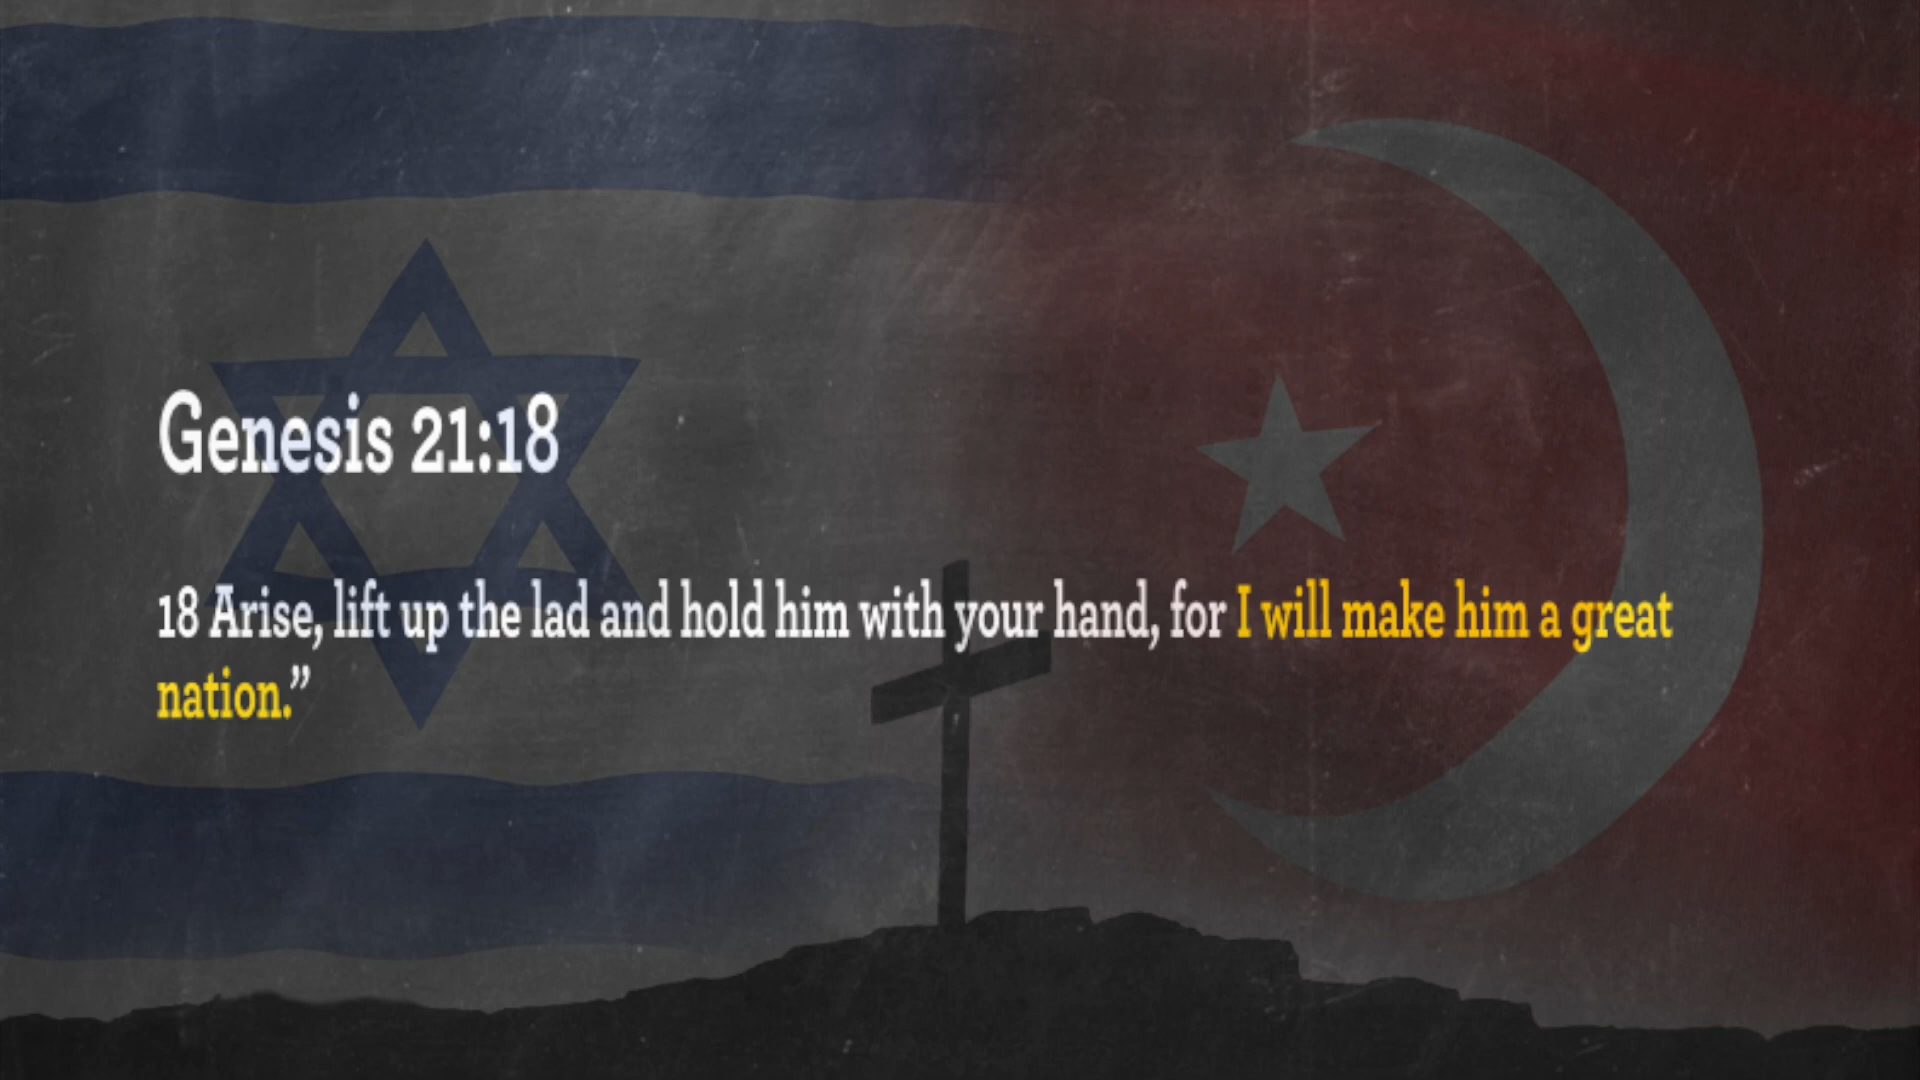 Genesis 21:18
18 Arise, lift up the lad and hold him with your hand, for I will make him a great
nation.”